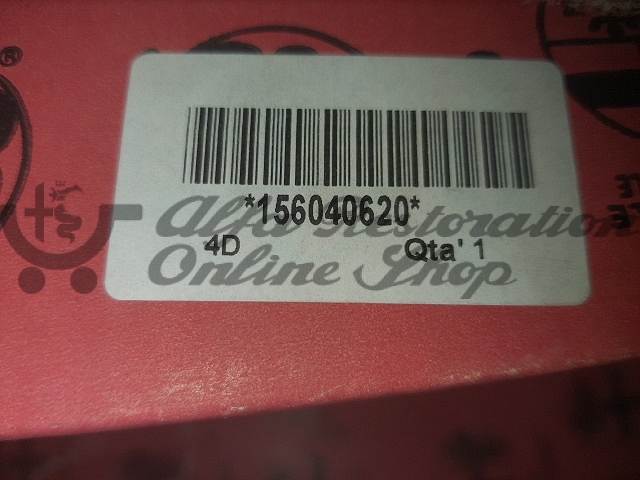 *156040620*
4D Qta' 1
Alfa Restoration
Online Shop